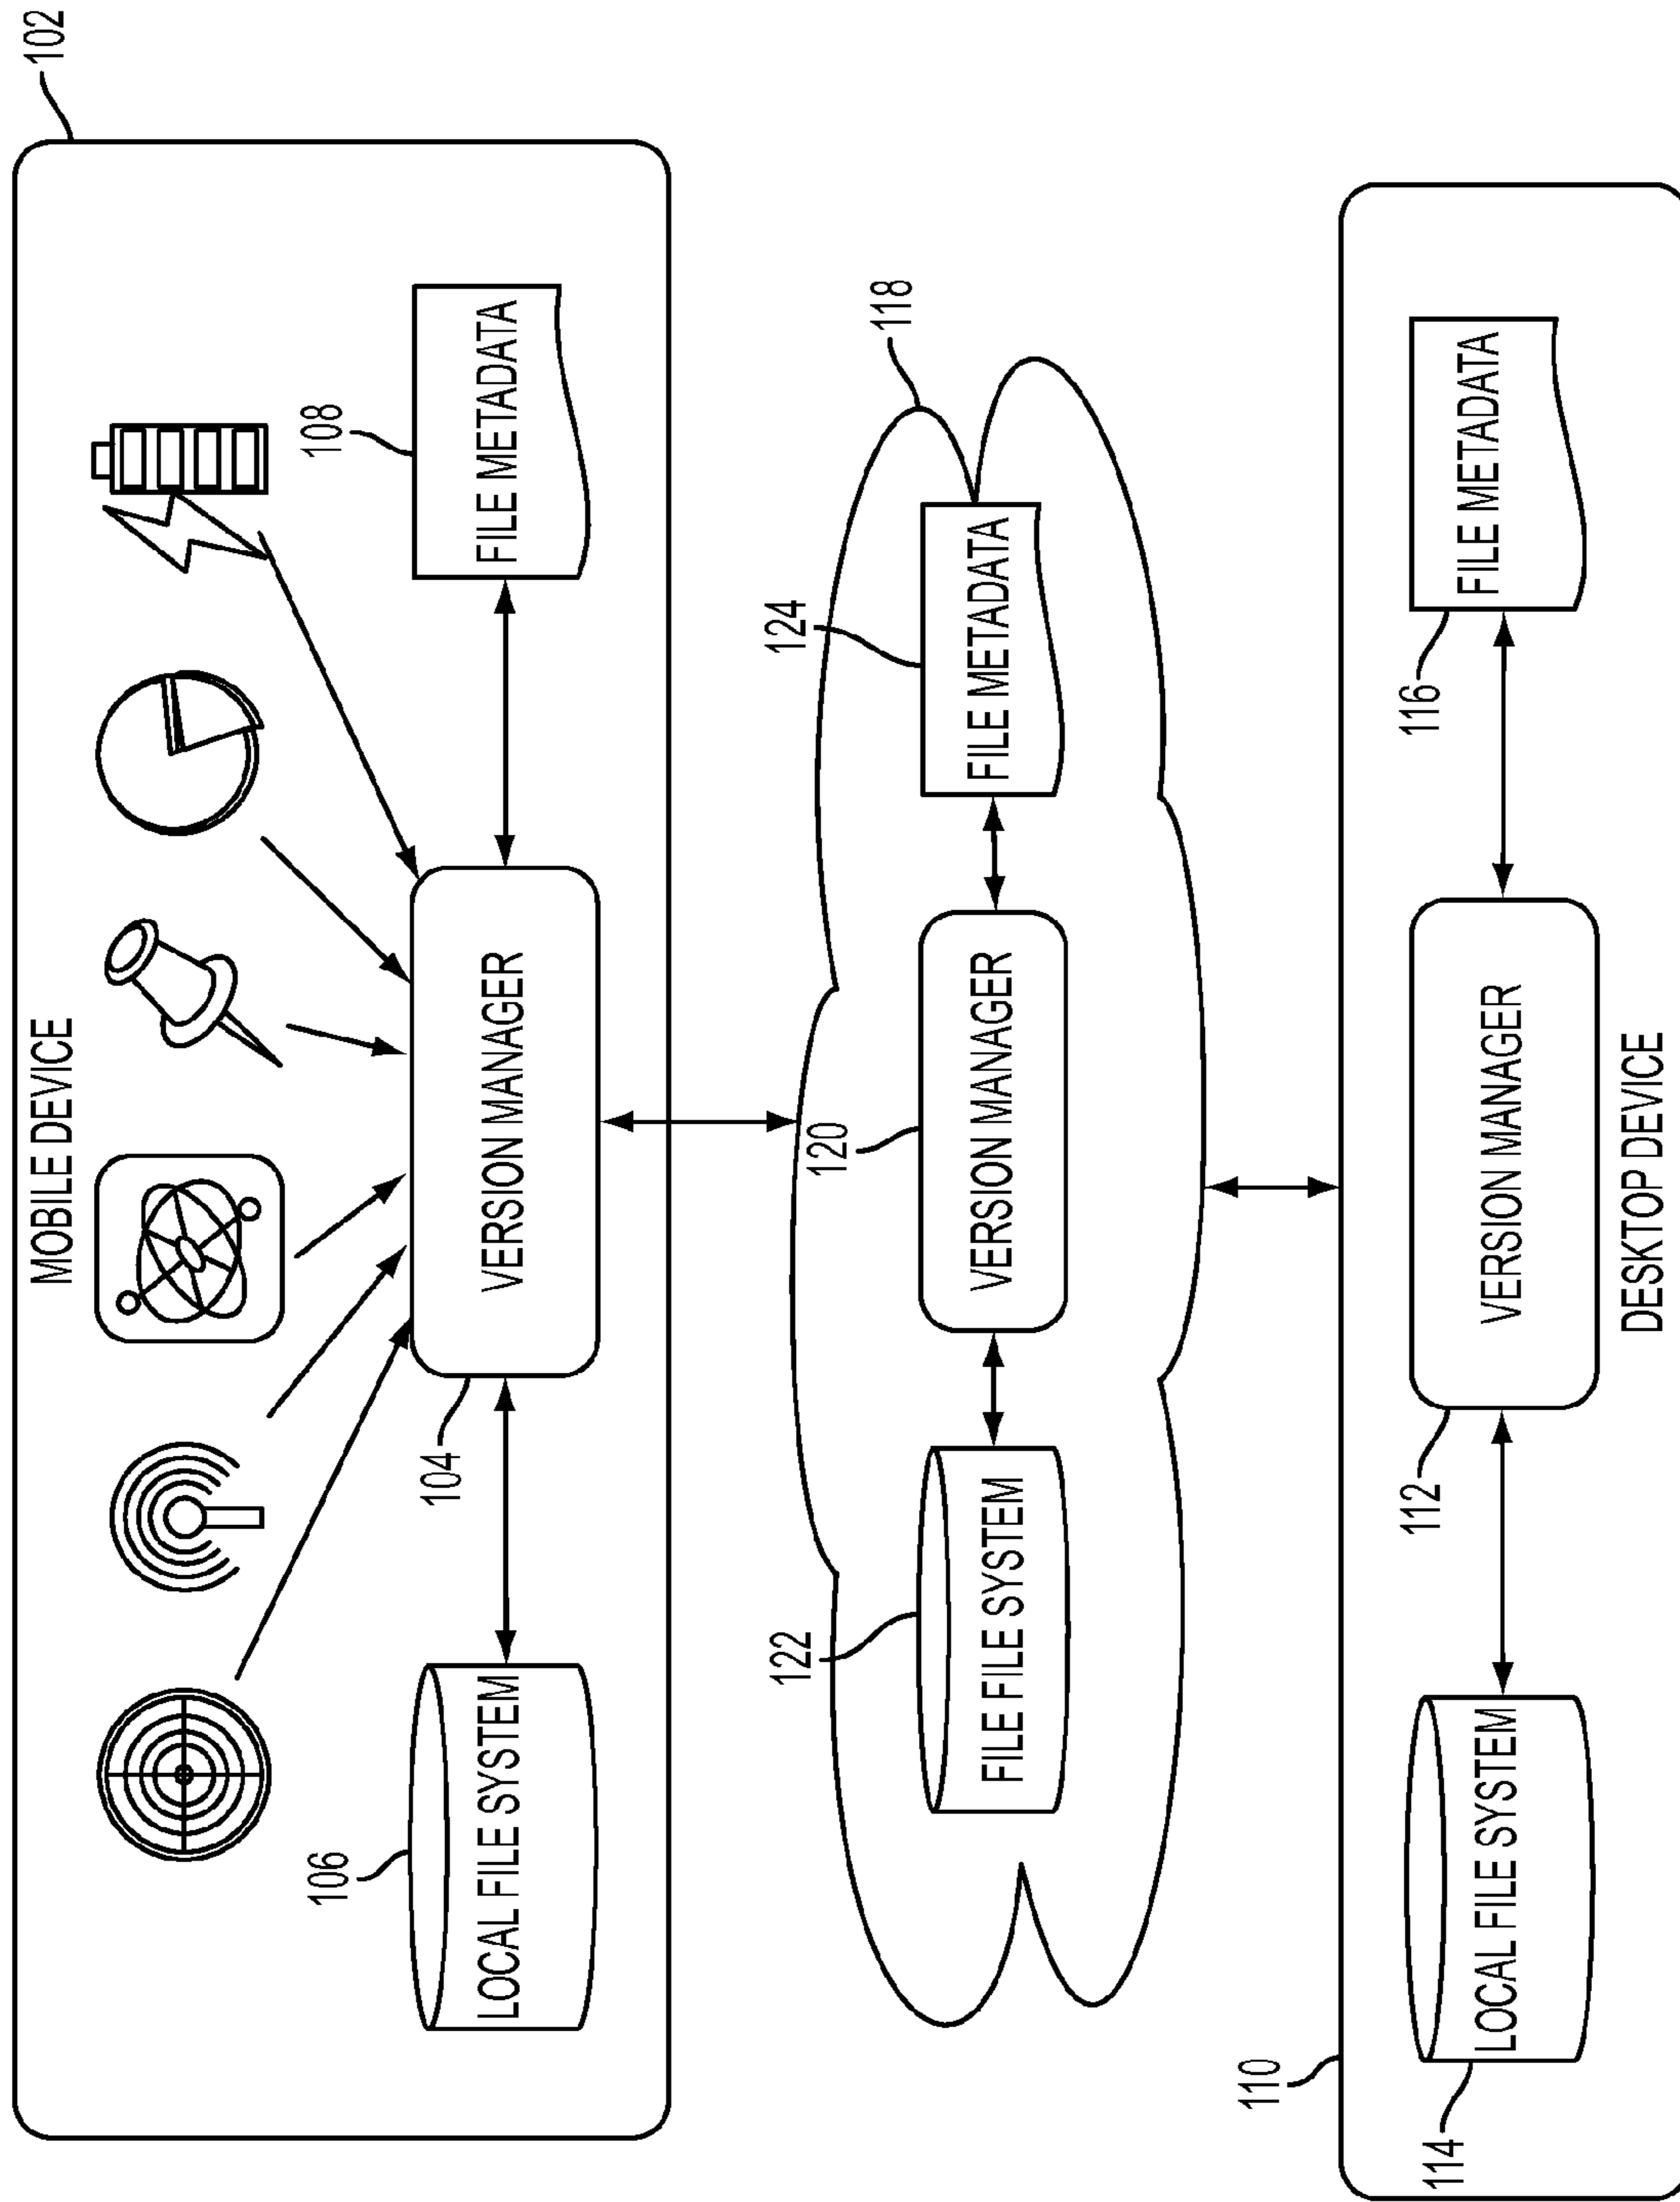 MOBILE DEVICE
102
106
LOCAL FILE SYSTEM
104
VERSION MANAGER
108
FILE METADATA
118
122
FILE FILE SYSTEM
120
VERSION MANAGER
124
FILE METADATA
110
114
LOCAL FILE SYSTEM
112
VERSION MANAGER
116
FILE METADATA
DESKTOP DEVICE